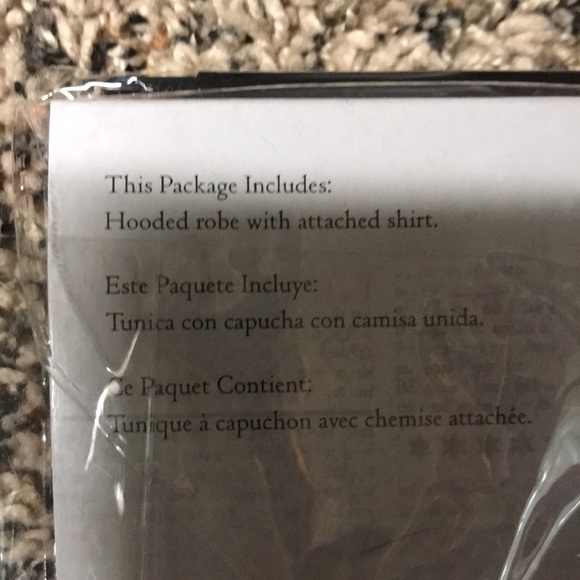 This Package Includes:
Hooded robe with attached shirt.
Este Paquete Incluye:
Tunica con capucha con camisa unida.
Ce Paquet Contient:
Tunique à capuchon avec chemise attachée.